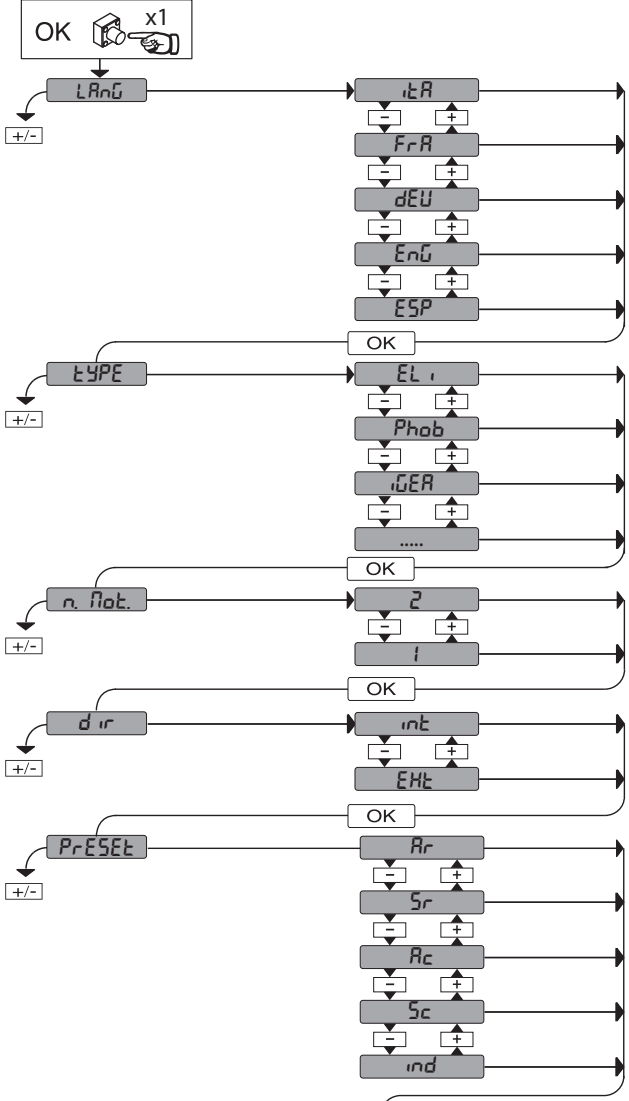 OK x1
LAnG itA
+/-
- +
FrA
- +
dEU
- +
EnG
- +
ESP
OK
tYPE ELi
+/-
- +
Phob
- +
iGEA
- +
.....
OK
n. Mot. 2
+/-
- +
1
OK
dir int
+/-
- +
EHt
OK
PrESEt Ar
+/-
- +
Sr
- +
Ac
- +
Sc
- +
ind